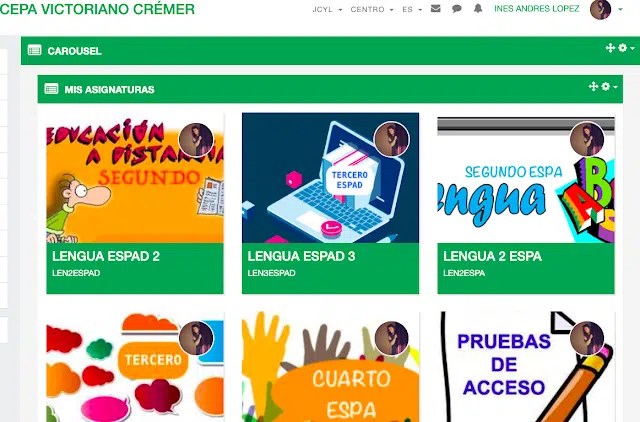 CEPA VICTORIANO CRÉMER
JCYL CENTRO ES INES ANDRES LOPEZ
CAROUSEL
MIS ASIGNATURAS
EDUCACIÓN
A DISTANCIA
SEGUNDO
TERCERO
ESPAD
SEGUNDO ESPA
lengua
ABC
LENGUA ESPAD 2
LEN2ESPAD
LENGUA ESPAD 3
LEN3ESPAD
LENGUA 2 ESPA
LEN2ESPA
TERCERO
CUARTO
ESPA
PRUEBAS
DE
ACCESO